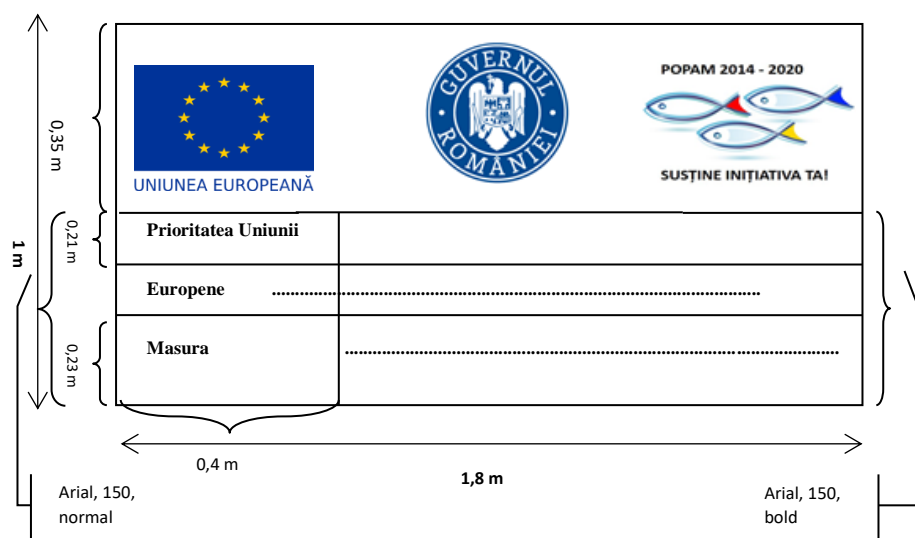 POPAM 2014 - 2020
GUVERNUL ROMÂNIEI
UNIUNEA EUROPEANĂ
SUSȚINE INIȚIATIVA TA!
0,35 m
Prioritatea Uniunii
0,21 m
1 m
Europene ................................................................................
Masura ................................................................................
0,23 m
0,4 m
1,8 m
Arial, 150,
normal
Arial, 150,
bold